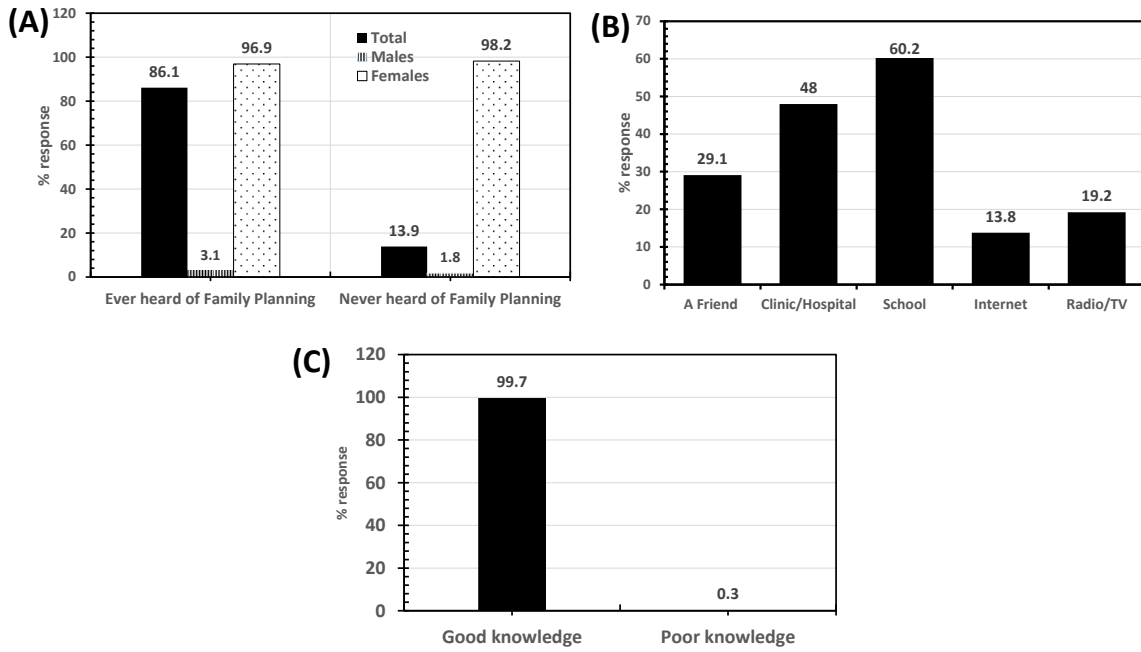 (A)
% response
120
100
80
60
40
20
0
86.1
3.1
96.9
13.9
1.8
98.2
Total
Males
Females
Ever heard of Family Planning
Never heard of Family Planning
(B)
% response
70
60
50
40
30
20
10
0
29.1
48
60.2
13.8
19.2
A Friend
Clinic/Hospital
School
Internet
Radio/TV
(C)
% response
120
100
80
60
40
20
0
99.7
0.3
Good knowledge
Poor knowledge